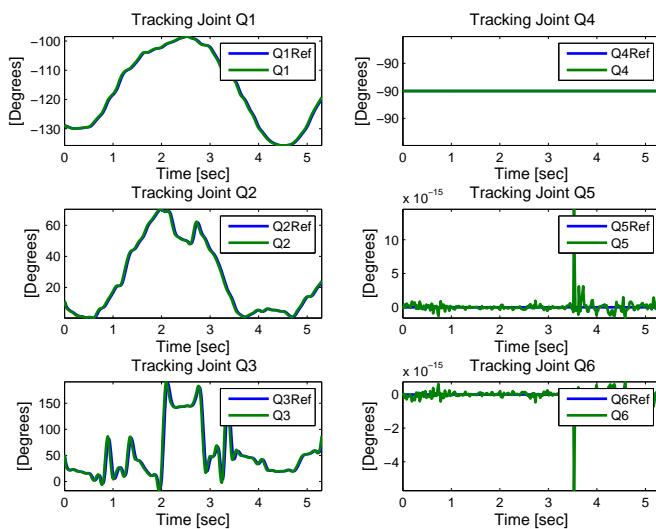 Tracking Joint Q1
[Degrees]
-100
-110
-120
-130
0 1 2 3 4 5
Time [sec]
Q1Ref
Q1
Tracking Joint Q4
[Degrees]
-90
-90
-90
0 1 2 3 4 5
Time [sec]
Q4Ref
Q4
Tracking Joint Q2
[Degrees]
60
40
20
0 1 2 3 4 5
Time [sec]
Q2Ref
Q2
x 10^-15
Tracking Joint Q5
[Degrees]
10
5
0
0 1 2 3 4 5
Time [sec]
Q5Ref
Q5
Tracking Joint Q3
[Degrees]
150
100
50
0
0 1 2 3 4 5
Time [sec]
Q3Ref
Q3
x 10^-15
Tracking Joint Q6
[Degrees]
0
-2
-4
0 1 2 3 4 5
Time [sec]
Q6Ref
Q6